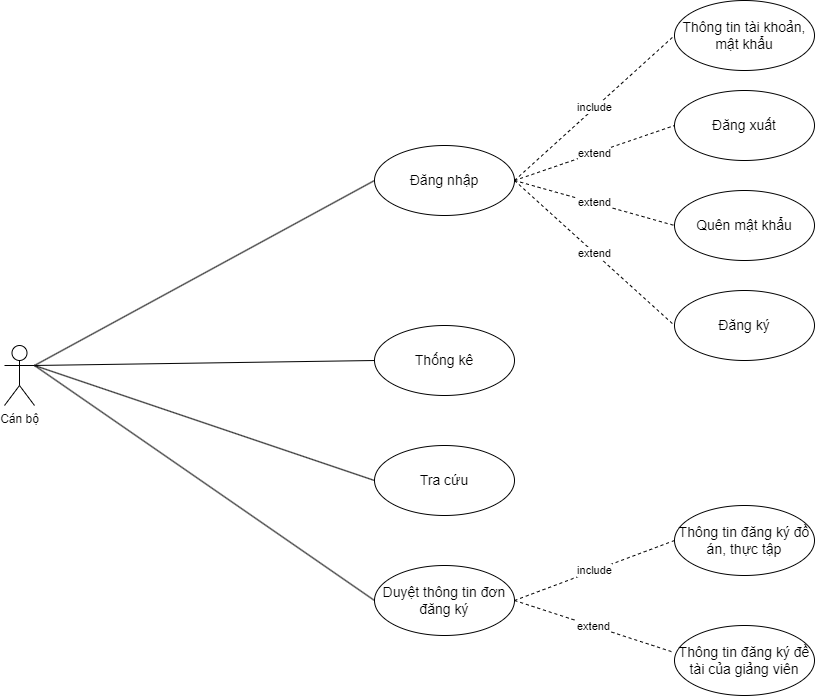 Thông tin tài khoản,
mật khẩu
include
Đăng xuất
extend
Đăng nhập
extend
Quên mật khẩu
extend
Đăng ký
Thống kê
Cán bộ
Tra cứu
Thông tin đăng ký đồ
án, thực tập
include
Duyệt thông tin đơn
đăng ký
extend
Thông tin đăng ký đề
tài của giảng viên